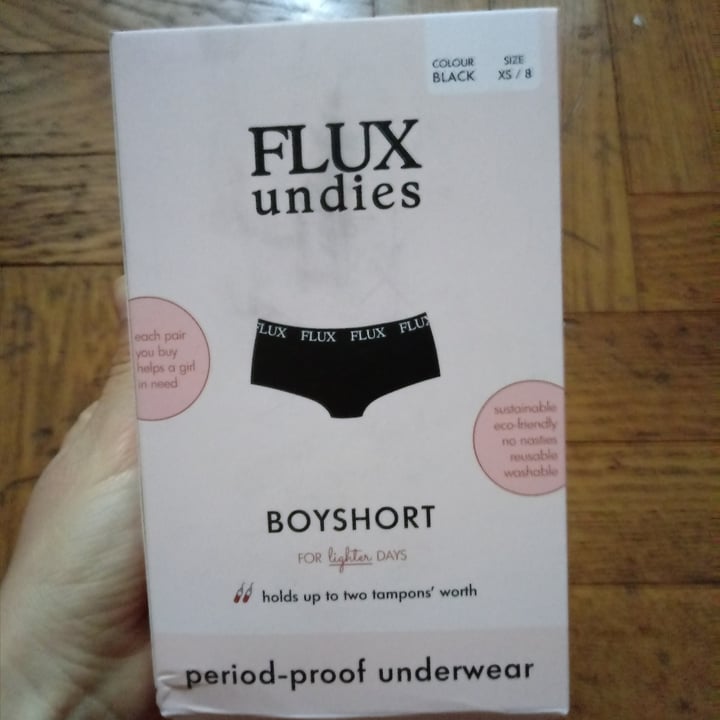 COLOUR SIZE
BLACK XS / 8
FLUX
undies
FLUX FLUX FLUX FLUX
each pair
you buy
helps a girl
in need
sustainable
eco-friendly
no nasties
reusable
washable
BOYSHORT
FOR lighter DAYS
holds up to two tampons' worth
period-proof underwear